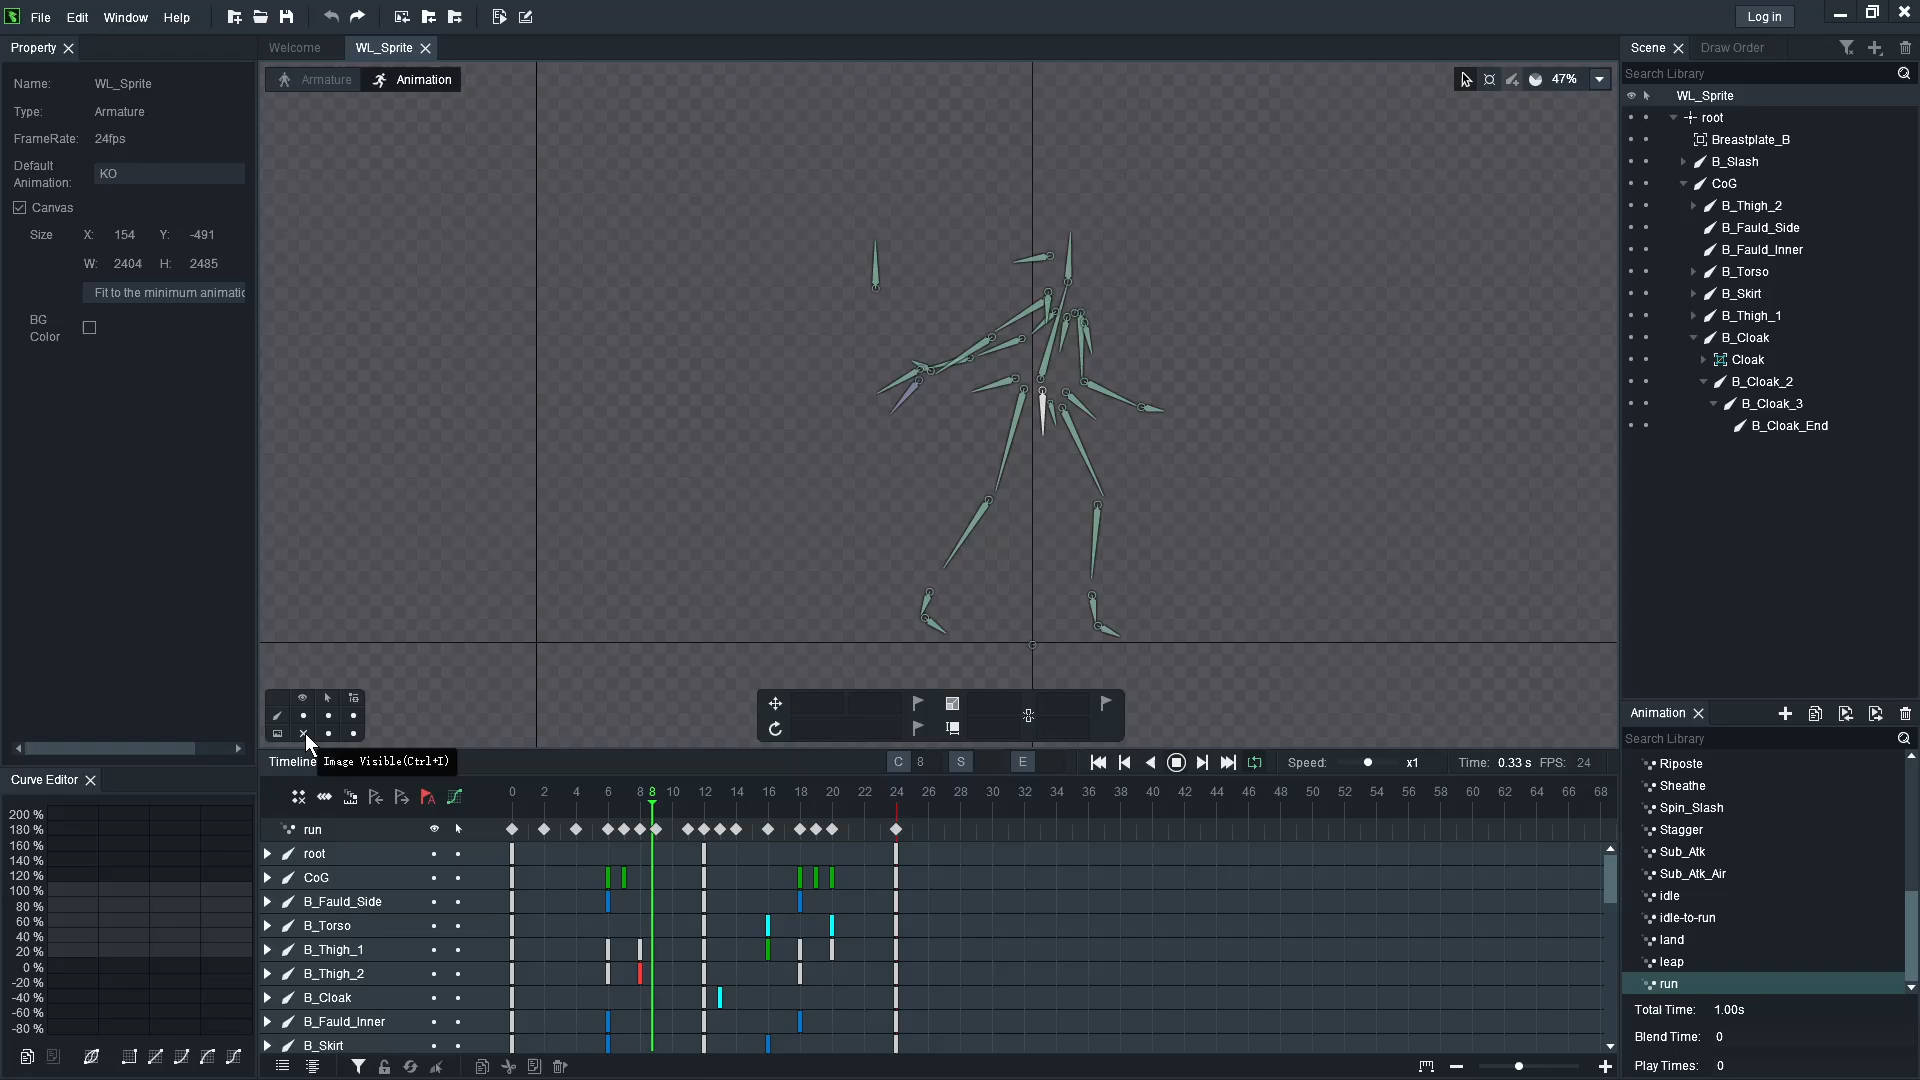 File Edit Window Help
Log in
Property
Welcome
WL_Sprite
Scene
Draw Order
Name: WL_Sprite
Type: Armature
FrameRate: 24fps
Default
Animation:
KO
Canvas
Size X: 154 Y: -491
W: 2404 H: 2485
Fit to the minimum animatic
BG
Color
Armature
Animation
47%
Search Library
WL_Sprite
root
Breastplate_B
B_Slash
CoG
B_Thigh_2
B_Fauld_Side
B_Fauld_Inner
B_Torso
B_Skirt
B_Thigh_1
B_Cloak
Cloak
B_Cloak_2
B_Cloak_3
B_Cloak_End
Image Visible(Ctrl+I)
Timeline
C 8 S E
Speed: x1
Time: 0.33 s FPS: 24
Curve Editor
200 %
180 %
160 %
140 %
120 %
100 %
80 %
60 %
40 %
20 %
0 %
-20 %
-40 %
-60 %
-80 %
0 2 4 6 8 8 10 12 14 16 18 20 22 24 26 28 30 32 34 36 38 40 42 44 46 48 50 52 54 56 58 60 62 64 66 68
run
root
CoG
B_Fauld_Side
B_Torso
B_Thigh_1
B_Thigh_2
B_Cloak
B_Fauld_Inner
B_Skirt
Animation
Search Library
Riposte
Sheathe
Spin_Slash
Stagger
Sub_Atk
Sub_Atk_Air
idle
idle-to-run
land
leap
run
Total Time: 1.00s
Blend Time: 0
Play Times: 0